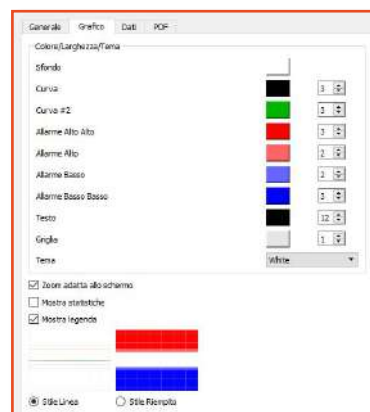 Generale Grafico Dati PDF
Colore/Larghezza/Tema
Sfondo
Curva 3
Curva #2 3
Allarme Alto Alto 3
Allarme Alto 2
Allarme Basso 2
Allarme Basso Basso 3
Testo 12
Griglia 1
Tema White
Zoom adatta allo schermo
Mostra statistiche
Mostra legenda
Stile Linea Stile Riempito